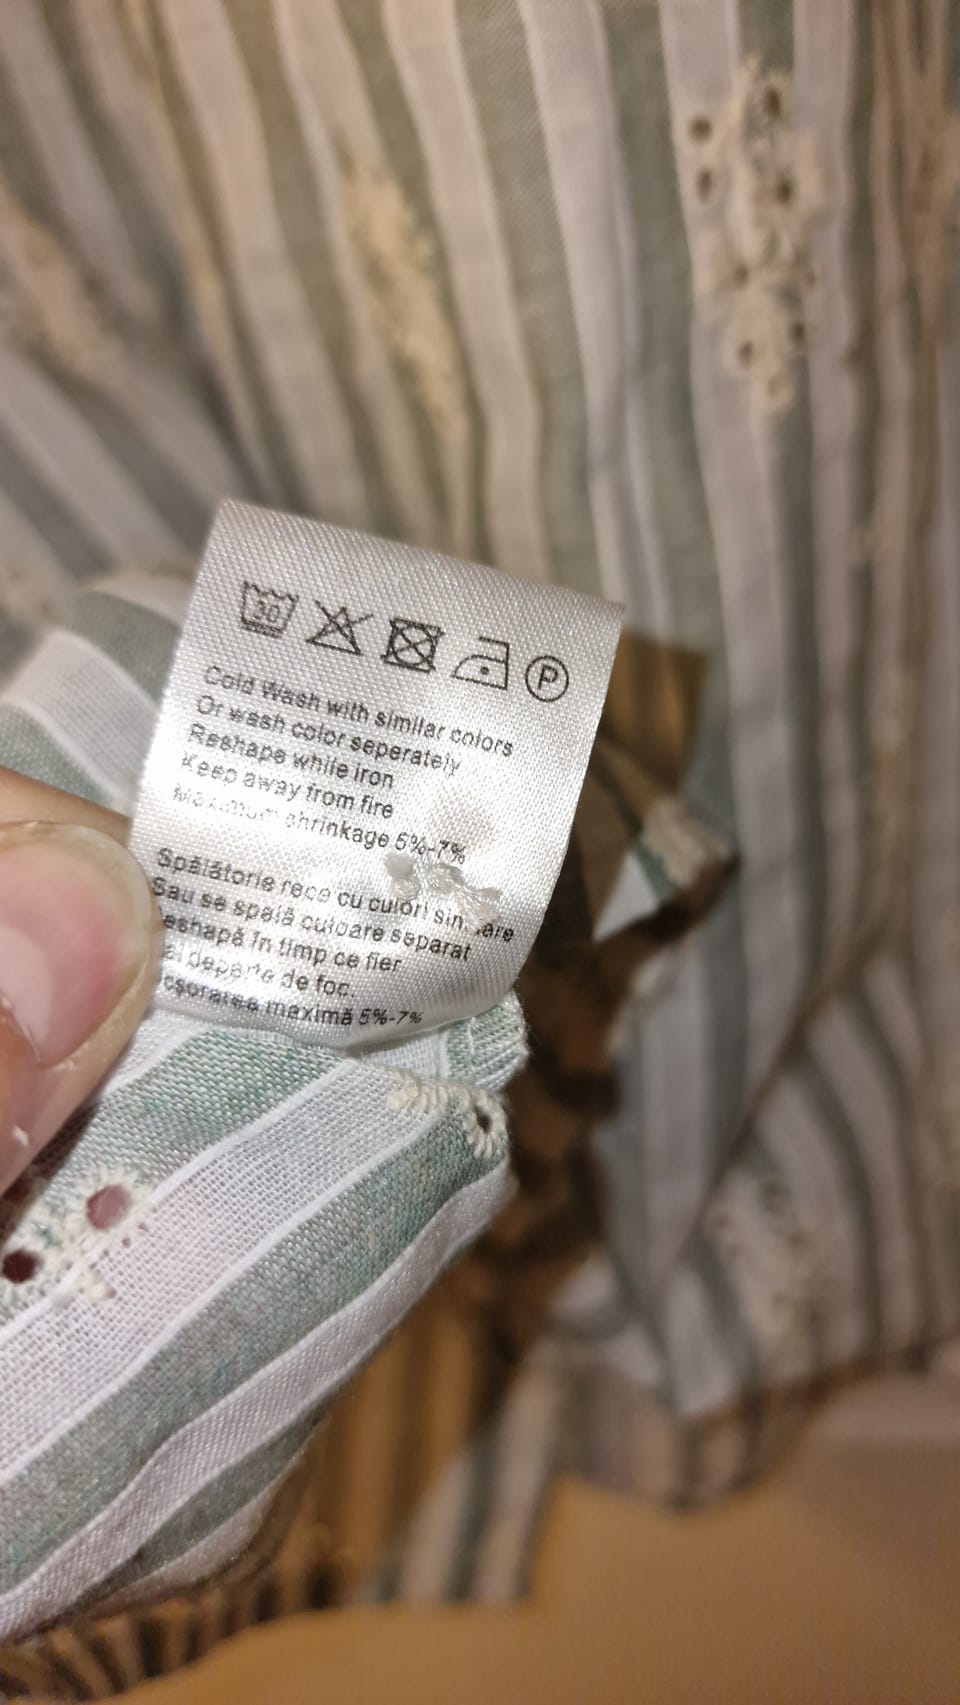 30
P
Cold Wash with similar colors
Or wash color seperately
Reshape while iron
Keep away from fire
Maximum shrinkage 5%-7%
Spălătorie rece cu culori
Sau se spală culoare separat
în timp ce fier
departe de foc.
maximă 5%-7%